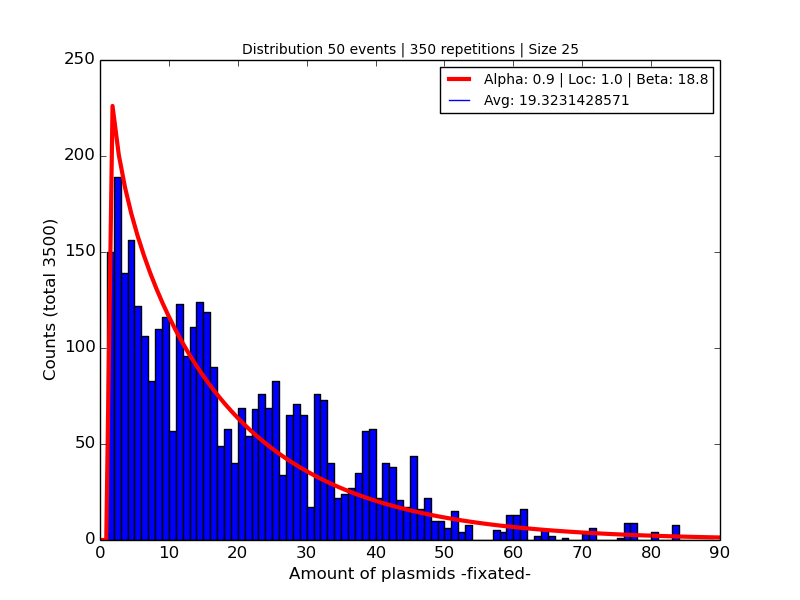 Distribution 50 events | 350 repetitions | Size 25
Alpha: 0.9 | Loc: 1.0 | Beta: 18.8
Avg: 19.3231428571
250
200
150
100
50
0
Counts (total 3500)
0 10 20 30 40 50 60 70 80 90
Amount of plasmids -fixated-